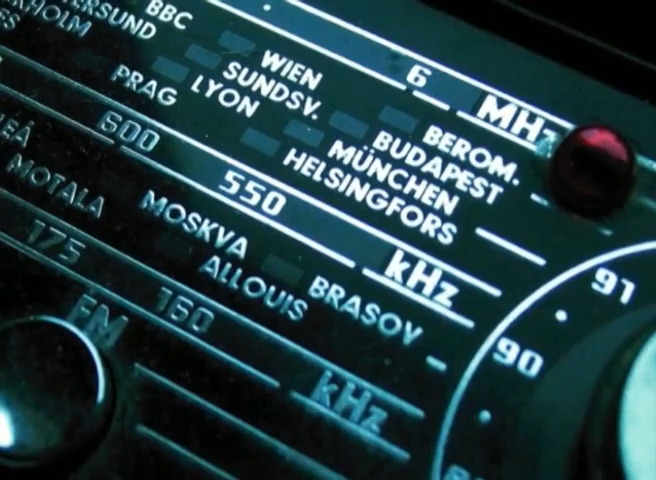 BBC
6
MHz
WIEN
SUNDSV.
PRAG LYON
BEROM.
BUDAPEST
MÜNCHEN
HELSINGFORS
600 550 kHz
MOTALA MOSKVA
ALLOUIS BRASOV
175 160 kHz
FM
91
90